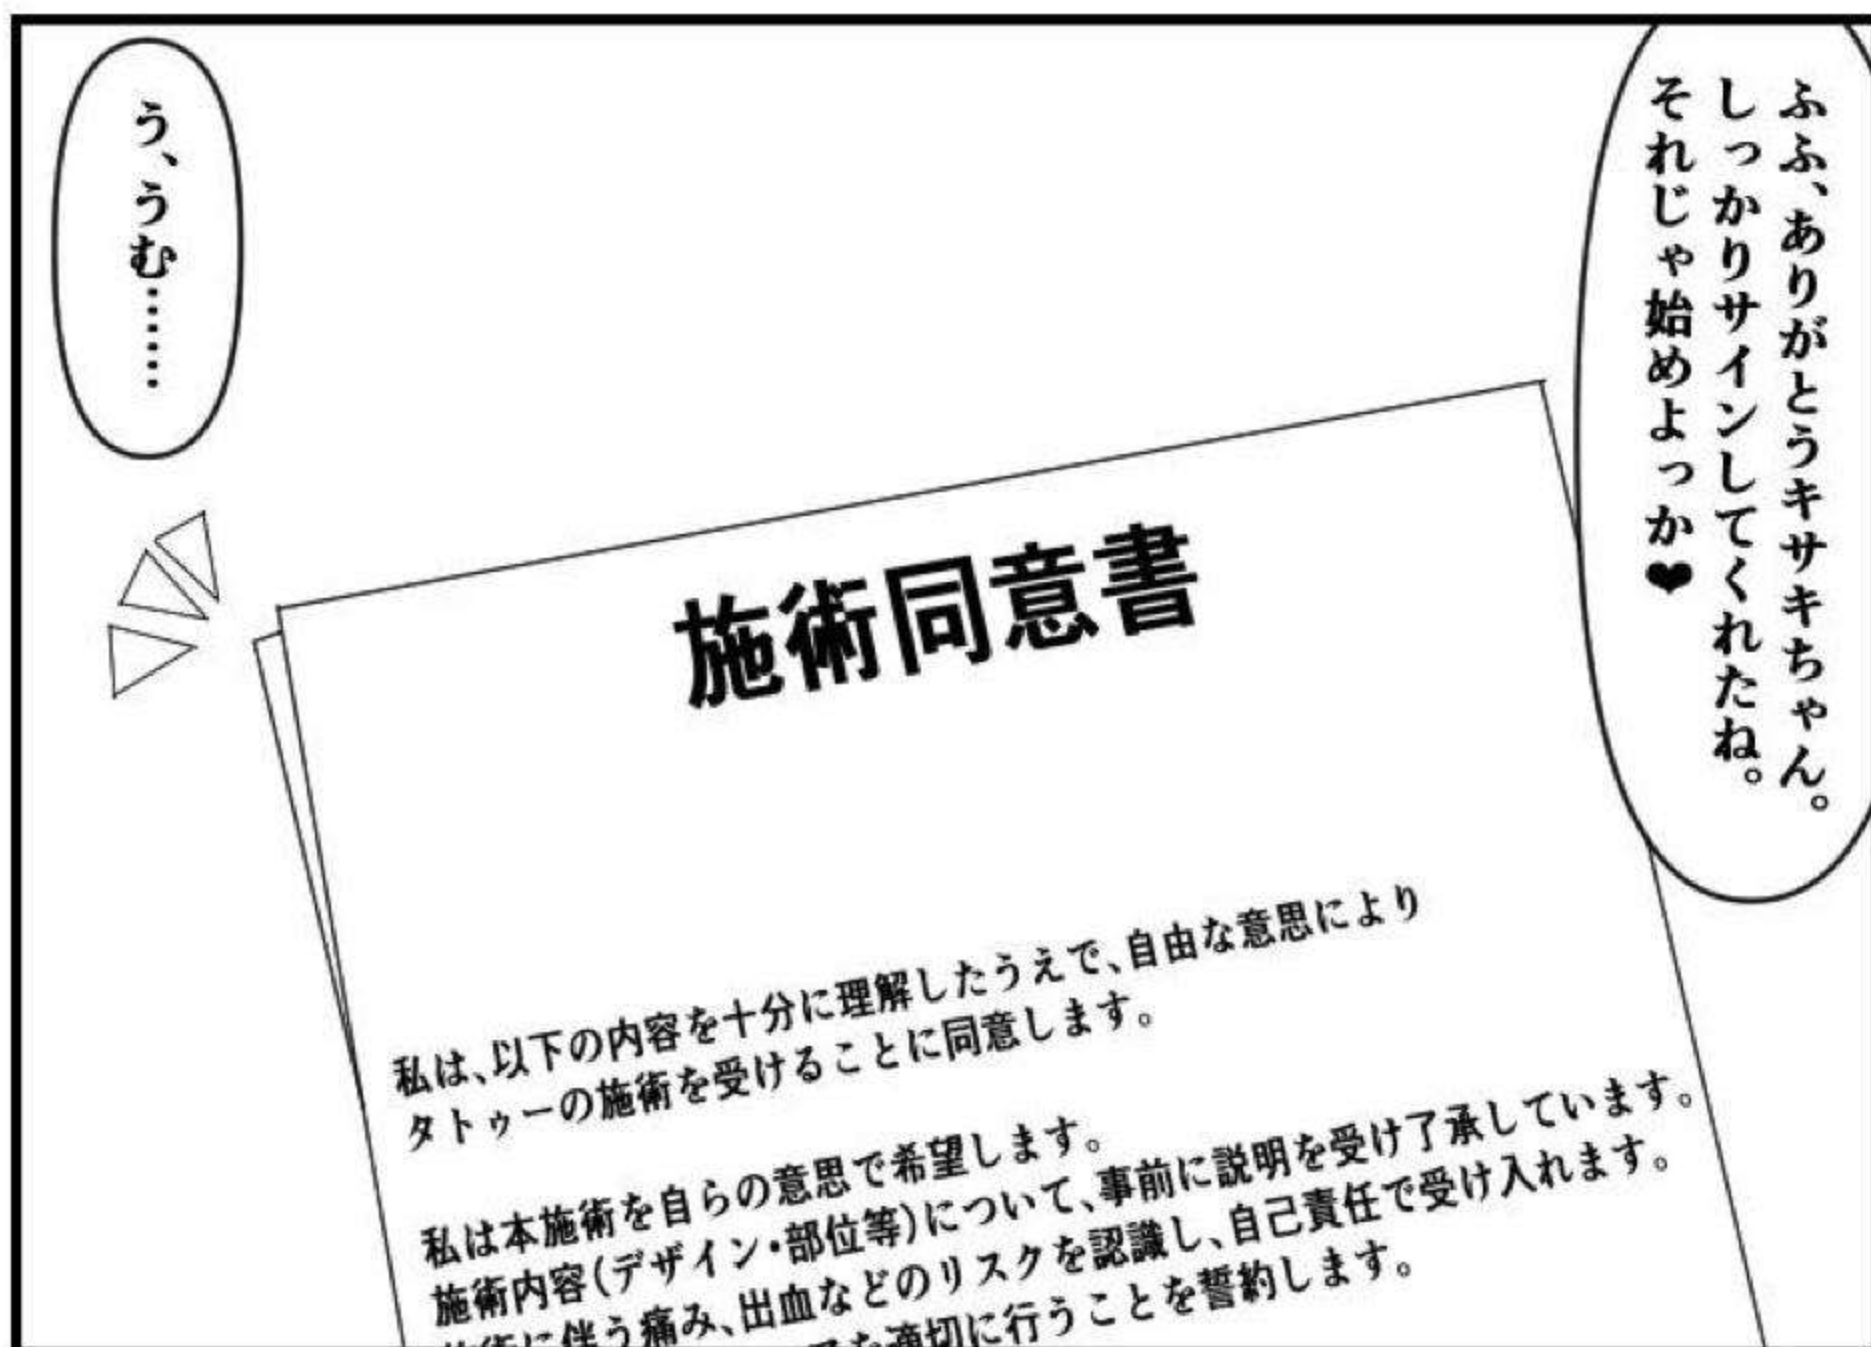 ふふ、ありがとうキサキちゃん。
しっかりサインしてくれたね。
それじゃ始めよっか❤
う、うむ……
施術同意書
私は、以下の内容を十分に理解したうえで、自由な意思により
タトゥーの施術を受けることに同意します。
私は本施術を自らの意思で希望します。
施術内容(デザイン・部位等)について、事前に説明を受け了承しています。
施術に伴う痛み、出血などのリスクを認識し、自己責任で受け入れます。
を適切に行うことを誓約します。